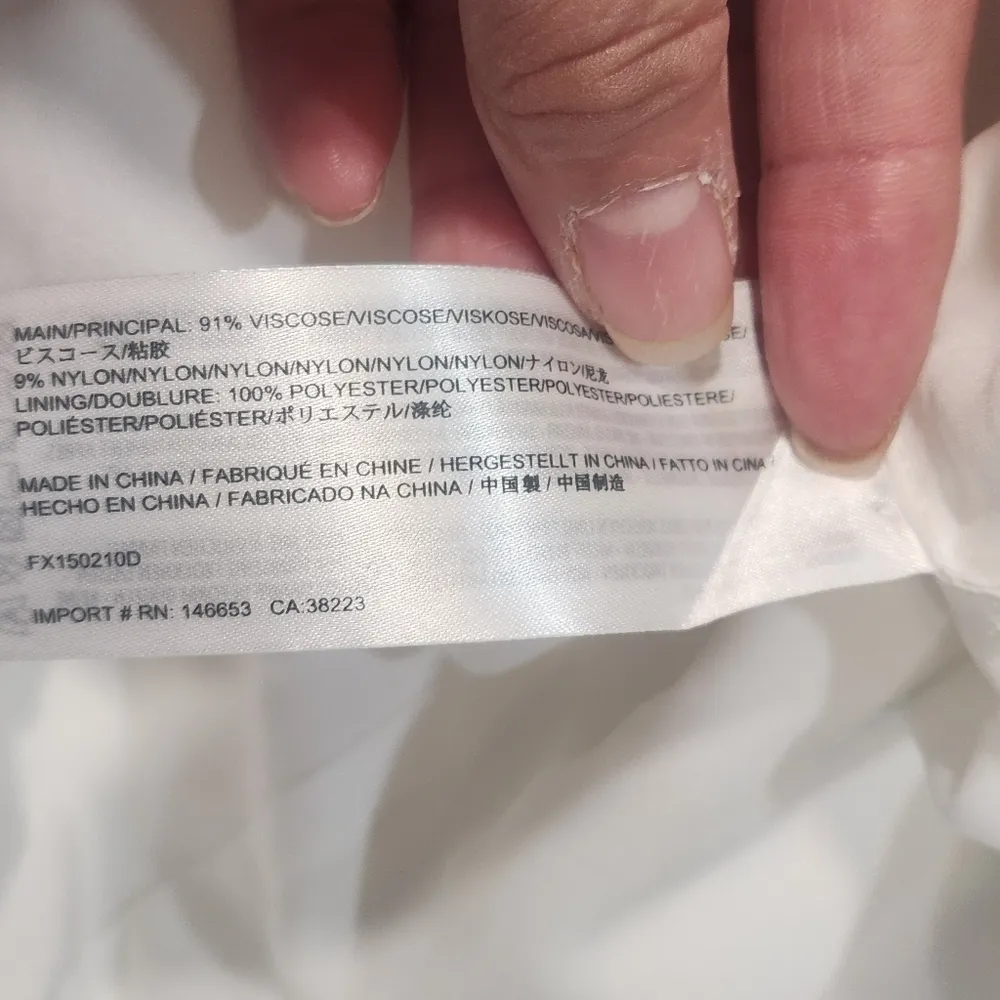 MAIN/PRINCIPAL: 91% VISCOSE/VISCOSE/VISKOSE/VISCOSA/
ビスコース/粘胶
9% NYLON/NYLON/NYLON/NYLON/NYLON/NYLON/ナイロン/尼龙
LINING/DOUBLURE: 100% POLYESTER/POLYESTER/POLYESTER/POLIESTERE/
POLIÉSTER/POLIÉSTER/ポリエステル/涤纶
MADE IN CHINA / FABRIQUÉ EN CHINE / HERGESTELLT IN CHINA / FATTO IN CINA
HECHO EN CHINA / FABRICADO NA CHINA / 中国製 / 中国制造
FX150210D
IMPORT # RN: 146653 CA:38223